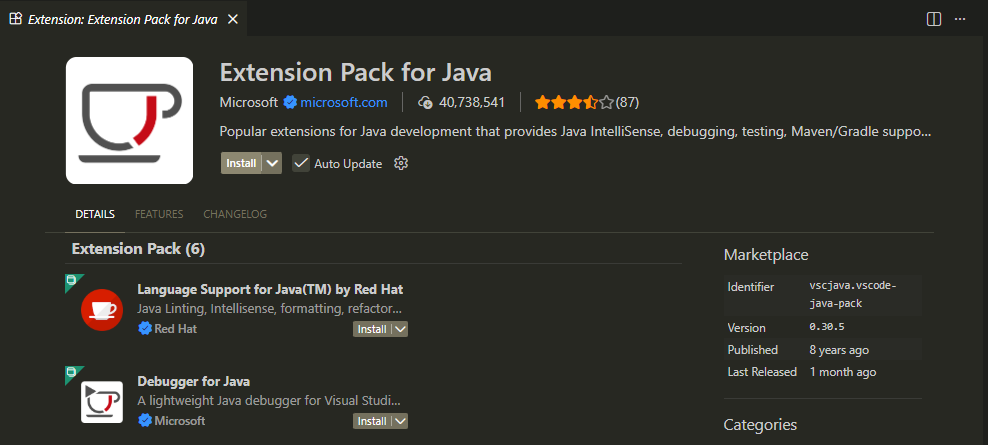 Extension: Extension Pack for Java
Extension Pack for Java
Microsoft microsoft.com 40,738,541 (87)
Popular extensions for Java development that provides Java IntelliSense, debugging, testing, Maven/Gradle suppo...
Install Auto Update
DETAILS FEATURES CHANGELOG
Extension Pack (6)
Language Support for Java(TM) by Red Hat
Java Linting, Intellisense, formatting, refactor...
Red Hat Install
Debugger for Java
A lightweight Java debugger for Visual Studi...
Microsoft Install
Marketplace
Identifier vscjava.vscode-
java-pack
Version 0.30.5
Published 8 years ago
Last Released 1 month ago
Categories